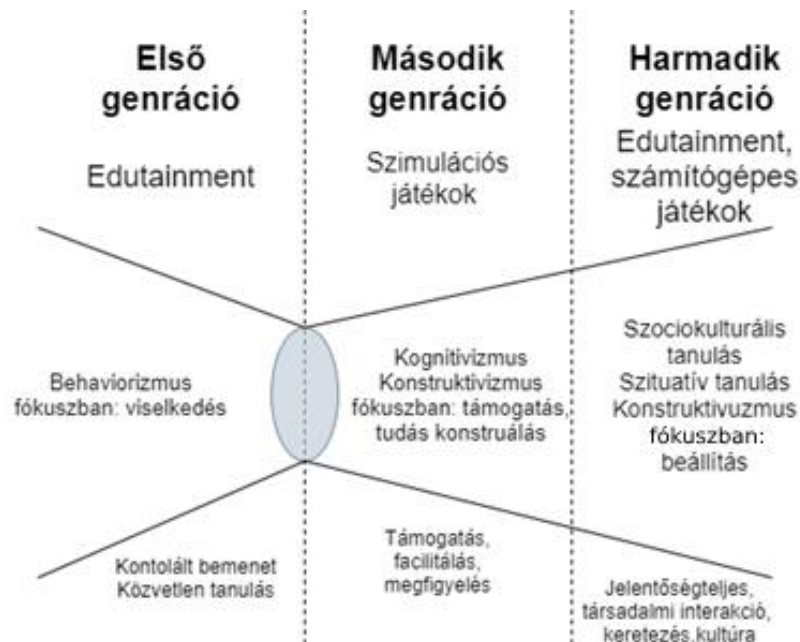 Első
genráció
Edutainment
Behaviorizmus
fókuszban: viselkedés
Kontolált bemenet
Közvetlen tanulás
Második
genráció
Szimulációs
játékok
Kognitivizmus
Konstruktivizmus
fókuszban: támogatás,
tudás konstruálás
Támogatás,
facilitálás,
megfigyelés
Harmadik
genráció
Edutainment,
számítógépes
játékok
Szociokulturális
tanulás
Szituatív tanulás
Konstruktivuzmus
fókuszban:
beállítás
Jelentőségteljes,
társadalmi interakció,
keretezés,kultúra